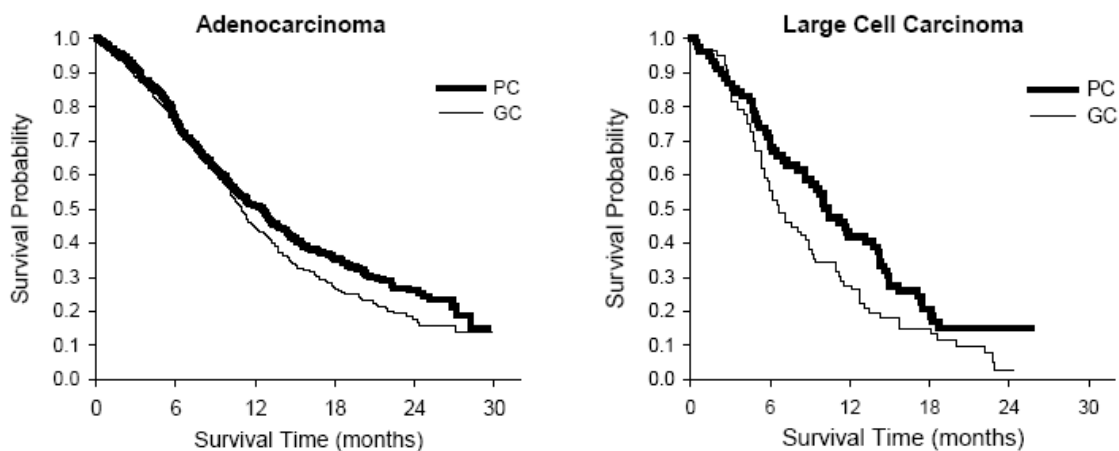 Adenocarcinoma
1.0
0.9
0.8
0.7
0.6
0.5
0.4
0.3
0.2
0.1
0.0
Survival Probability
PC
GC
0 6 12 18 24 30
Survival Time (months)
Large Cell Carcinoma
1.0
0.9
0.8
0.7
0.6
0.5
0.4
0.3
0.2
0.1
0.0
Survival Probability
PC
GC
0 6 12 18 24 30
Survival Time (months)